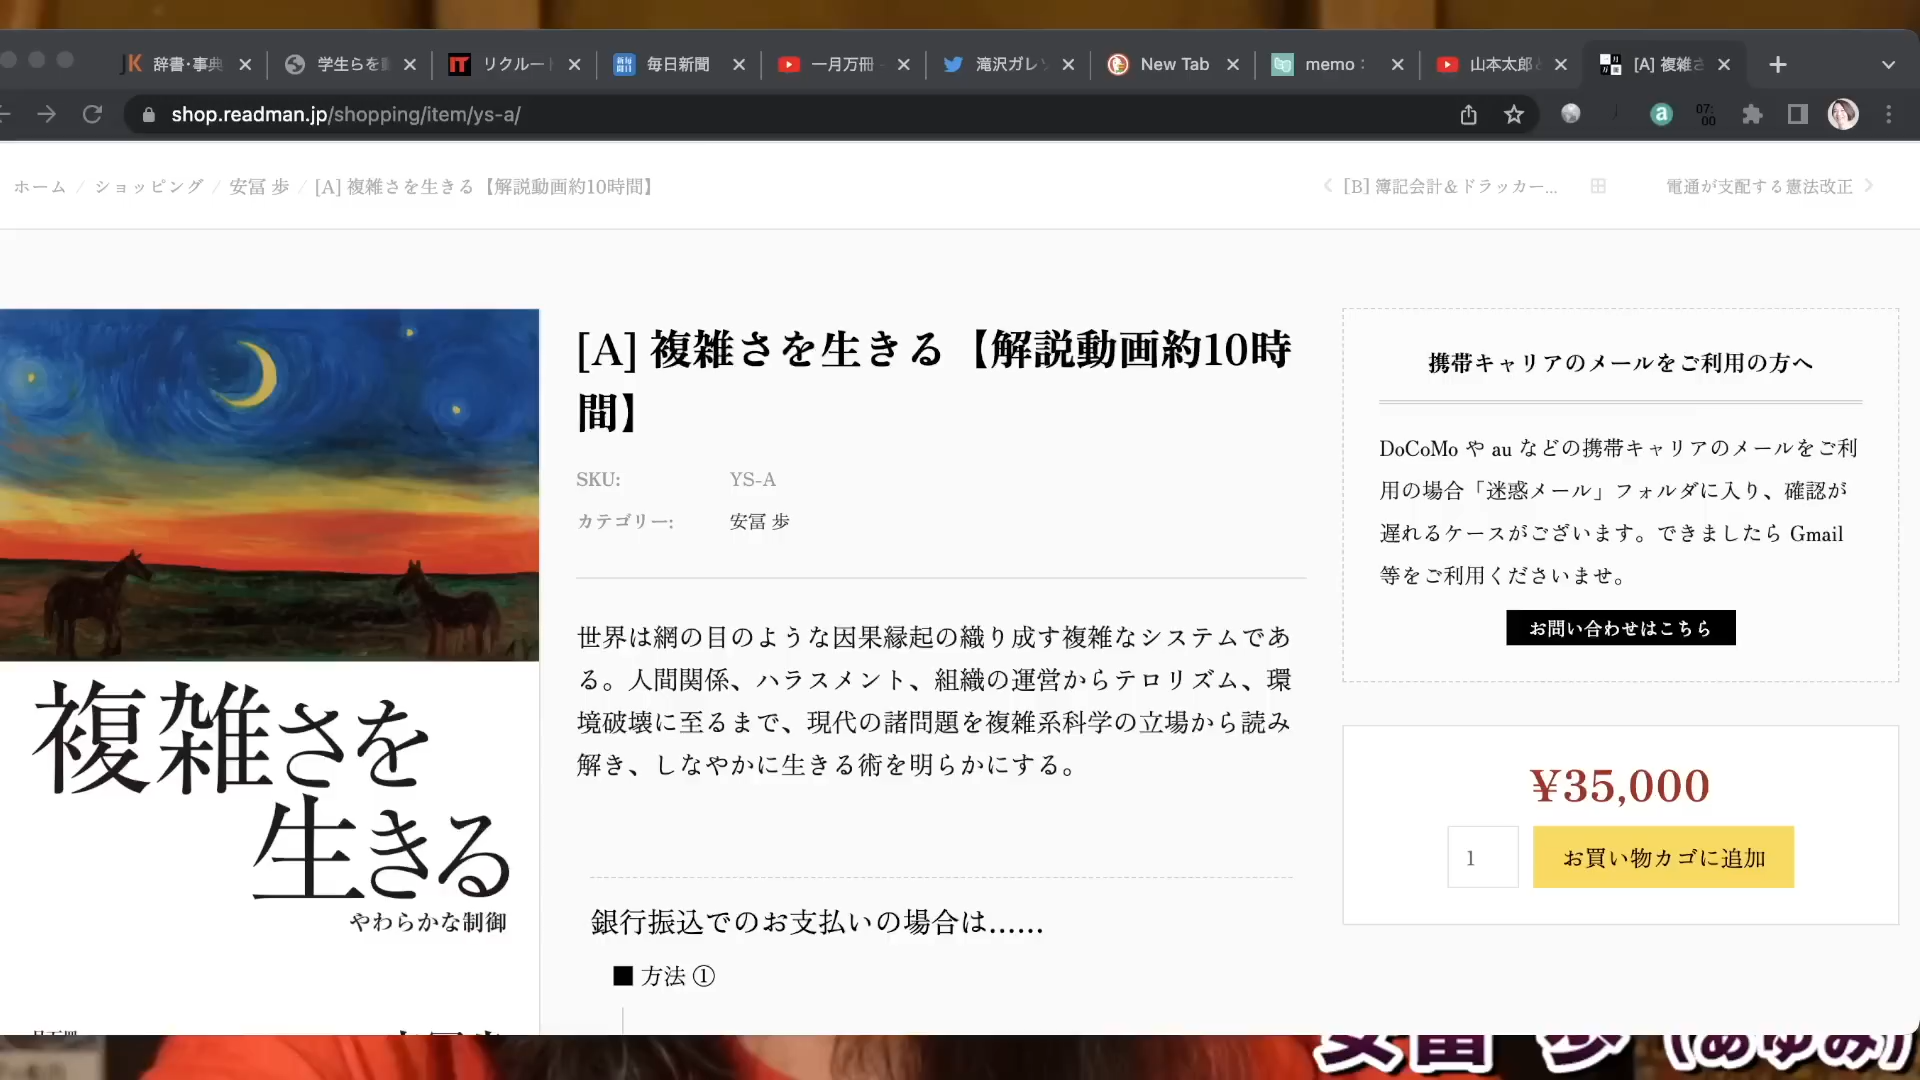 辞書･事典
学生らを
リクルート
毎日新聞
一月万冊
滝沢ガレ
New Tab
memo :
山本太郎
[A] 複雑さ
shop.readman.jp/shopping/item/ys-a/
07:
00
ホーム / ショッピング / 安冨 歩 / [A] 複雑さを生きる【解説動画約10時間】
[B] 簿記会計＆ドラッカー...
電通が支配する憲法改正
[A] 複雑さを生きる【解説動画約10時
間】
SKU: YS-A
カテゴリー: 安冨 歩
世界は網の目のような因果縁起の織り成す複雑なシステムであ
る。人間関係、ハラスメント、組織の運営からテロリズム、環
境破壊に至るまで、現代の諸問題を複雑系科学の立場から読み
解き、しなやかに生きる術を明らかにする。
銀行振込でのお支払いの場合は……
■ 方法 ①
複雑さを
生きる
やわらかな制御
携帯キャリアのメールをご利用の方へ
DoCoMo や au などの携帯キャリアのメールをご利
用の場合「迷惑メール」フォルダに入り、確認が
遅れるケースがございます。できましたら Gmail
等をご利用くださいませ。
お問い合わせはこちら
¥35,000
1
お買い物カゴに追加
安冨 歩 (あゆみ)